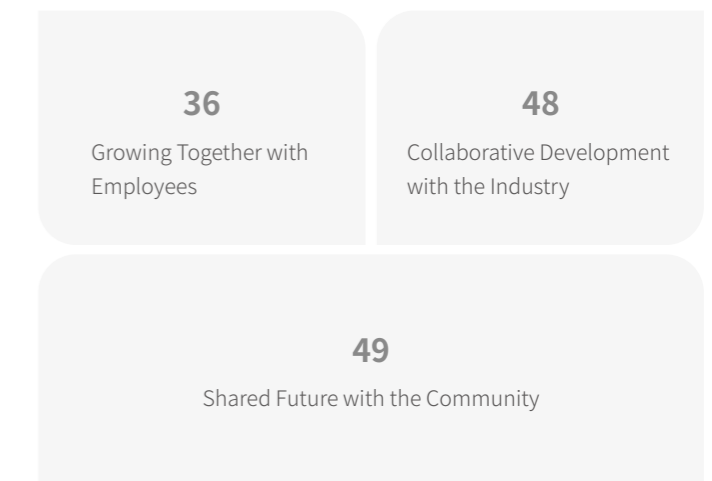 36
Growing Together with
Employees
48
Collaborative Development
with the Industry
49
Shared Future with the Community